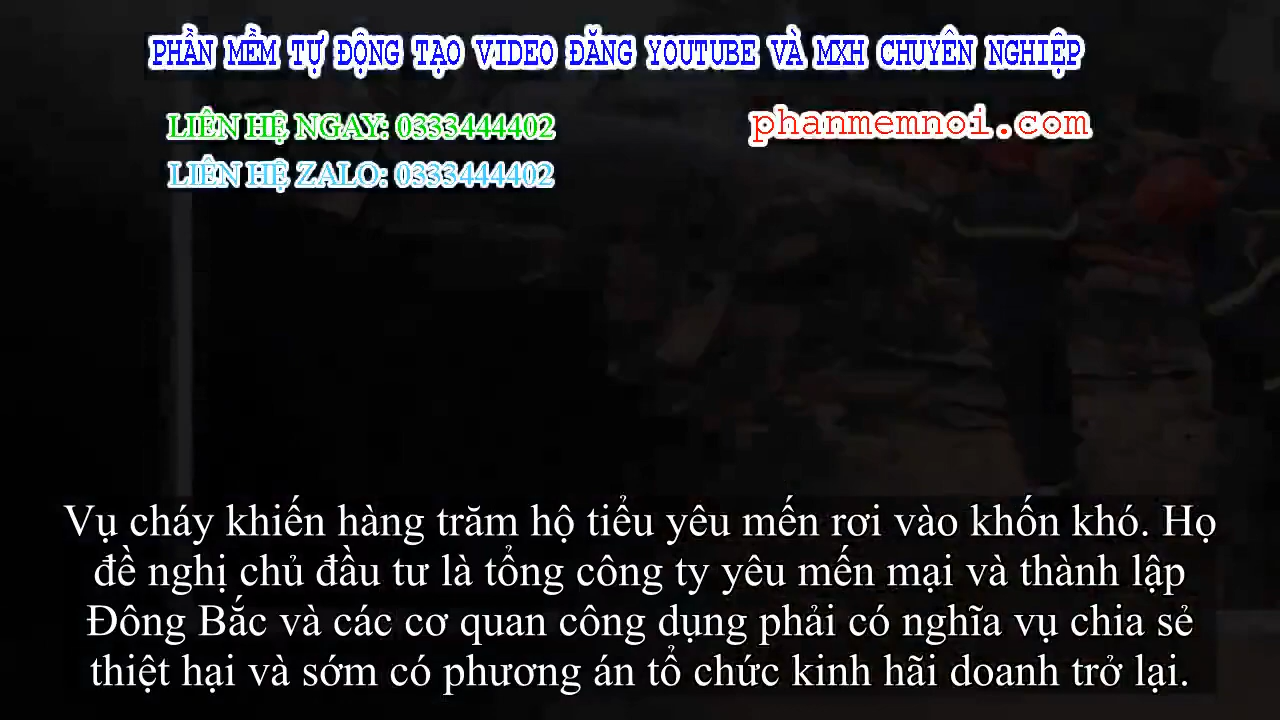 PHẦN MỀM TỰ ĐỘNG TẠO VIDEO ĐĂNG YOUTUBE VÀ MXH CHUYÊN NGHIỆP
LIÊN HỆ NGAY: 0333444402
phanmemnoi.com
LIÊN HỆ ZALO: 0333444402
Vụ cháy khiến hàng trăm hộ tiểu yêu mến rơi vào khốn khó. Họ
đề nghị chủ đầu tư là tổng công ty yêu mến mại và thành lập
Đông Bắc và các cơ quan công dụng phải có nghĩa vụ chia sẻ
thiệt hại và sớm có phương án tổ chức kinh hãi doanh trở lại.